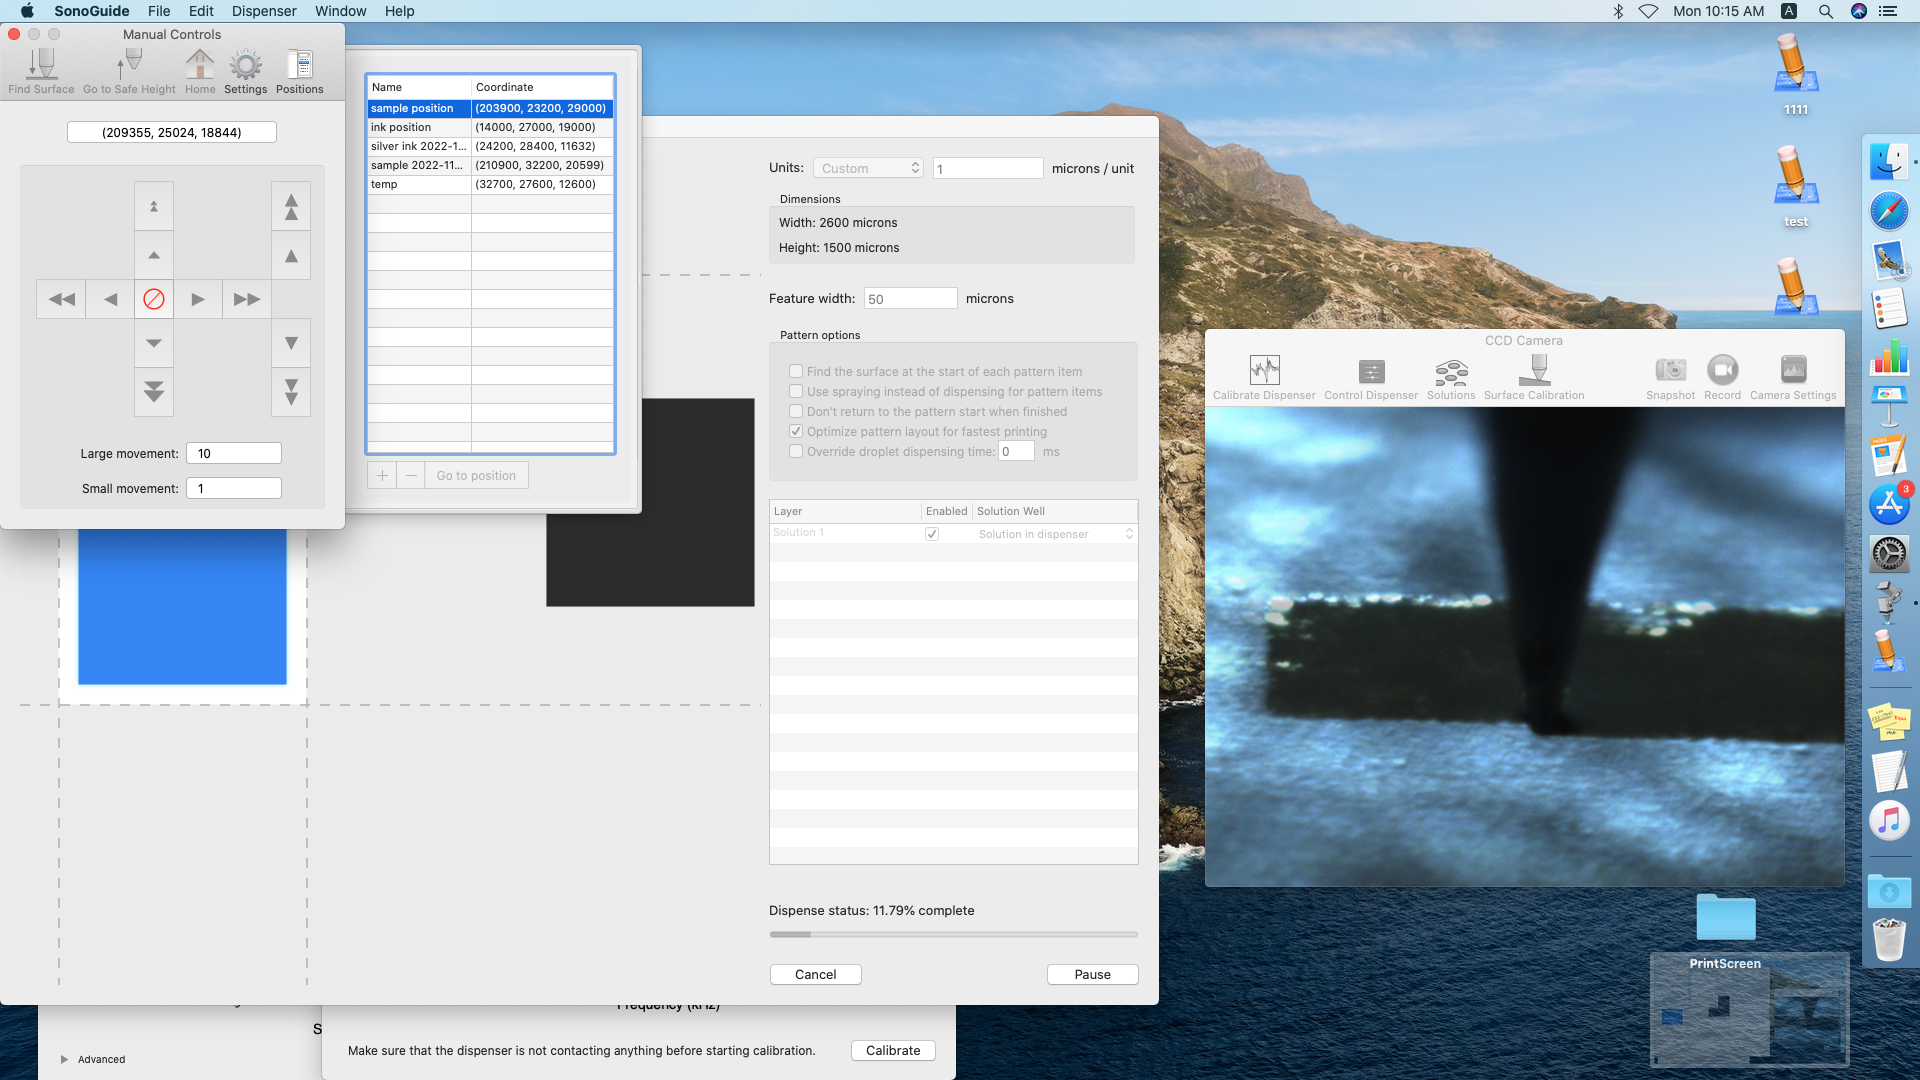 SonoGuide File Edit Dispenser Window Help
Mon 10:15 AM A
Manual Controls
Find Surface Go to Safe Height Home Settings Positions
(209355, 25024, 18844)
Large movement: 10
Small movement: 1
Name Coordinate
sample position (203900, 23200, 29000)
ink position (14000, 27000, 19000)
silver ink 2022-1... (24200, 28400, 11632)
sample 2022-11... (210900, 32200, 20599)
temp (32700, 27600, 12600)
+ − Go to position
Units: Custom 1 microns / unit
Dimensions
Width: 2600 microns
Height: 1500 microns
Feature width: 50 microns
Pattern options
Find the surface at the start of each pattern item
Use spraying instead of dispensing for pattern items
Don't return to the pattern start when finished
Optimize pattern layout for fastest printing
Override droplet dispensing time: 0 ms
Layer Enabled Solution Well
Solution 1 Solution in dispenser
Dispense status: 11.79% complete
Cancel Pause
Frequency (kHz)
S
Advanced
Make sure that the dispenser is not contacting anything before starting calibration. Calibrate
1111
test
CCD Camera
Calibrate Dispenser Control Dispenser Solutions Surface Calibration Snapshot Record Camera Settings
3
PrintScreen